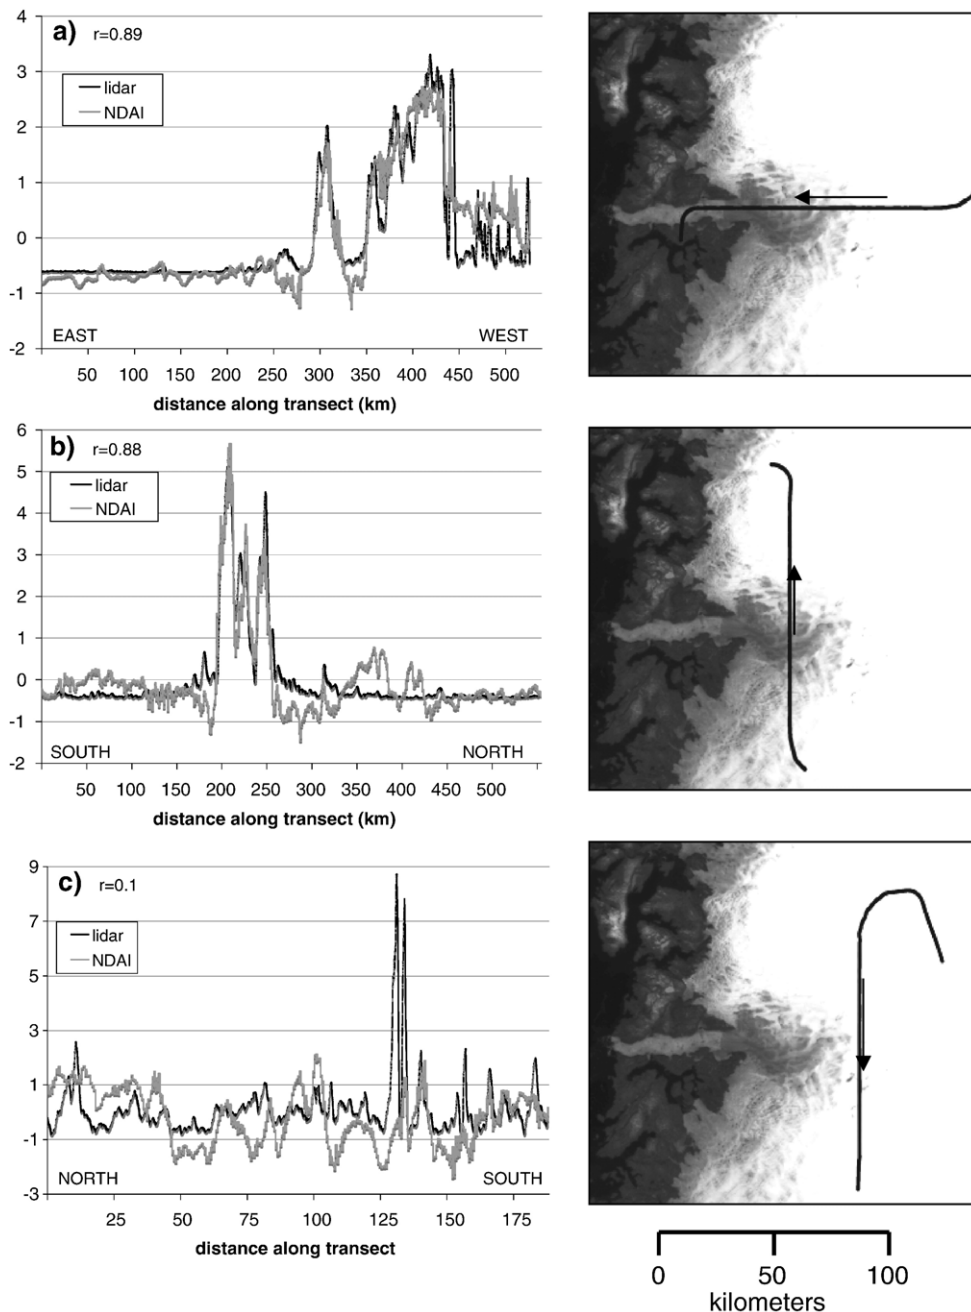 a) r=0.89
lidar
NDAI
4
3
2
1
0
-1
-2
EAST WEST
50 100 150 200 250 300 350 400 450 500
distance along transect (km)
b) r=0.88
lidar
NDAI
6
5
4
3
2
1
0
-1
-2
SOUTH NORTH
50 100 150 200 250 300 350 400 450 500
distance along transect (km)
c) r=0.1
lidar
NDAI
9
7
5
3
1
-1
-3
NORTH SOUTH
25 50 75 100 125 150 175
distance along transect
0 50 100
kilometers